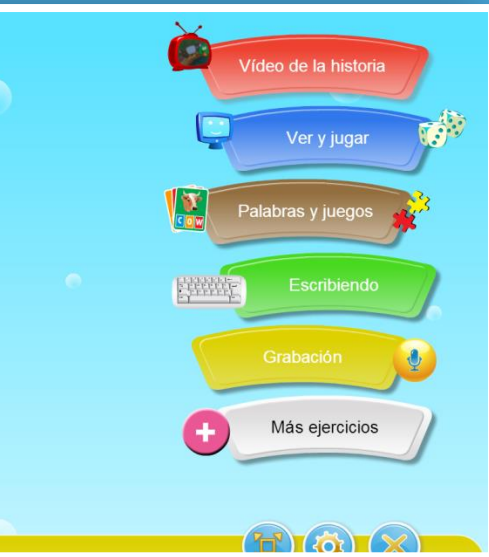 Vídeo de la historia
Ver y jugar
COW
Palabras y juegos
Escribiendo
Grabación
Más ejercicios